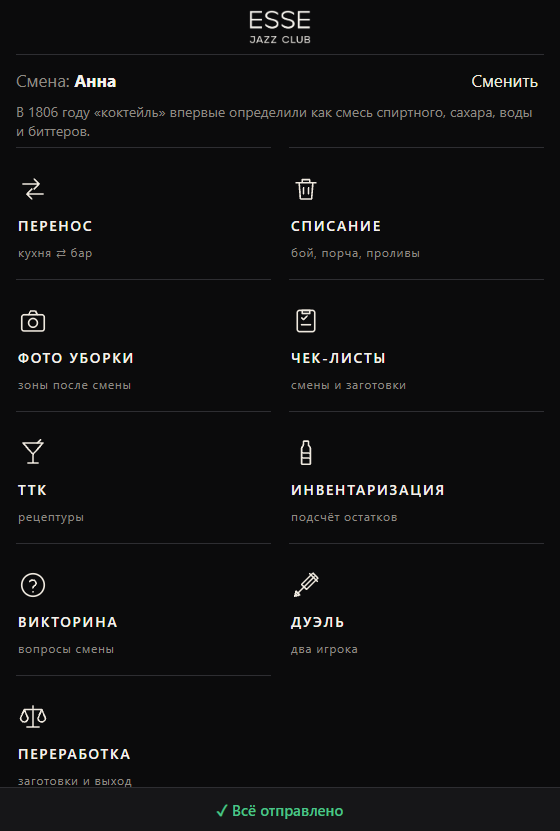 ESSE
JAZZ CLUB
Смена: Анна
Сменить
В 1806 году «коктейль» впервые определили как смесь спиртного, сахара, воды
и биттеров.
ПЕРЕНОС
кухня ⇄ бар
СПИСАНИЕ
бой, порча, проливы
ФОТО УБОРКИ
зоны после смены
ЧЕК-ЛИСТЫ
смены и заготовки
ТТК
рецептуры
ИНВЕНТАРИЗАЦИЯ
подсчёт остатков
ВИКТОРИНА
вопросы смены
ДУЭЛЬ
два игрока
ПЕРЕРАБОТКА
заготовки и выход
✓ Всё отправлено